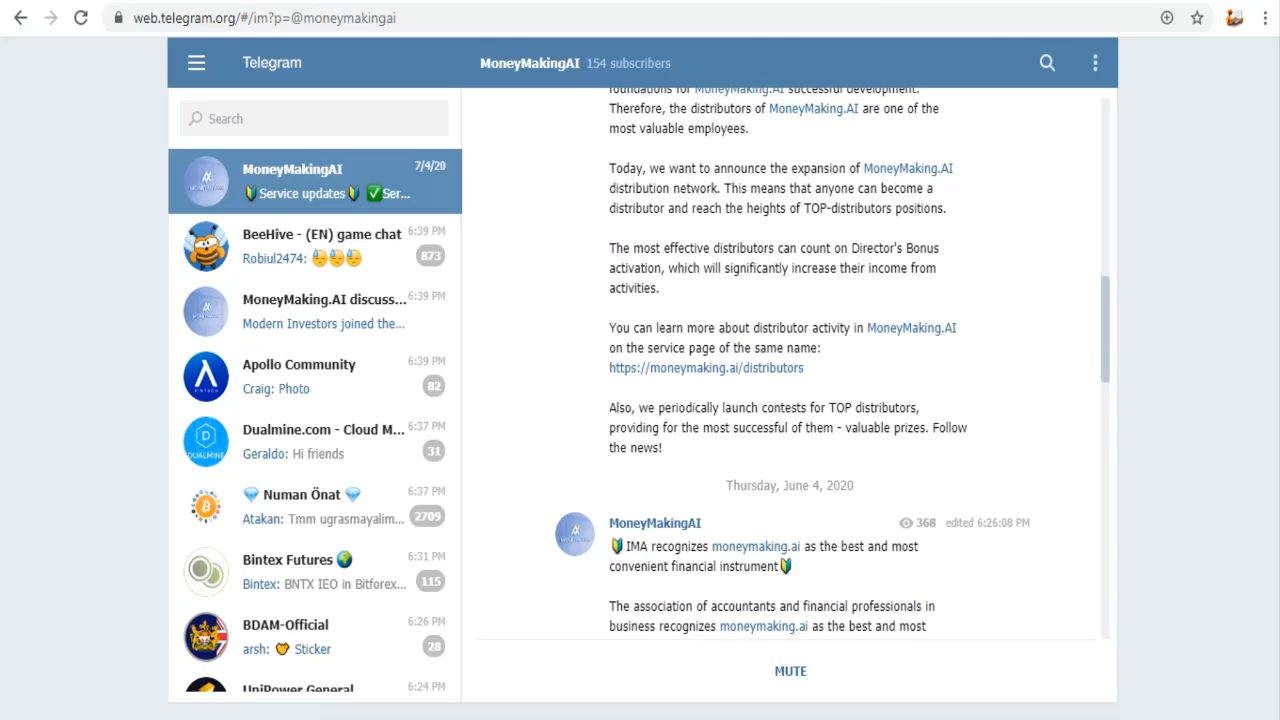 web.telegram.org/#/im?p=@moneymakingai
Telegram
MoneyMakingAI 154 subscribers
Search
MoneyMakingAI 7/4/20
🔰Service updates🔰 ✅Ser...
BeeHive - (EN) game chat 6:39 PM
Robiul2474: 😓😓😓 873
MoneyMaking.AI discuss... 6:39 PM
Modern Investors joined the...
Apollo Community 6:39 PM
Craig: Photo 82
Dualmine.com - Cloud M... 6:37 PM
Geraldo: Hi friends 31
💎 Numan Önat 💎 6:37 PM
Atakan: Tmm ugrasmayalim... 2709
Bintex Futures 🌍 6:31 PM
Bintex: BNTX IEO in Bitforex... 115
BDAM-Official 6:26 PM
arsh: 🧡 Sticker 28
UniPower General 6:24 PM
foundations for MoneyMaking.AI successful development.
Therefore, the distributors of MoneyMaking.AI are one of the
most valuable employees.
Today, we want to announce the expansion of MoneyMaking.AI
distribution network. This means that anyone can become a
distributor and reach the heights of TOP-distributors positions.
The most effective distributors can count on Director's Bonus
activation, which will significantly increase their income from
activities.
You can learn more about distributor activity in MoneyMaking.AI
on the service page of the same name:
https://moneymaking.ai/distributors
Also, we periodically launch contests for TOP distributors,
providing for the most successful of them - valuable prizes. Follow
the news!
Thursday, June 4, 2020
MoneyMakingAI 368 edited 6:26:08 PM
🔰IMA recognizes moneymaking.ai as the best and most
convenient financial instrument🔰
The association of accountants and financial professionals in
business recognizes moneymaking.ai as the best and most
MUTE